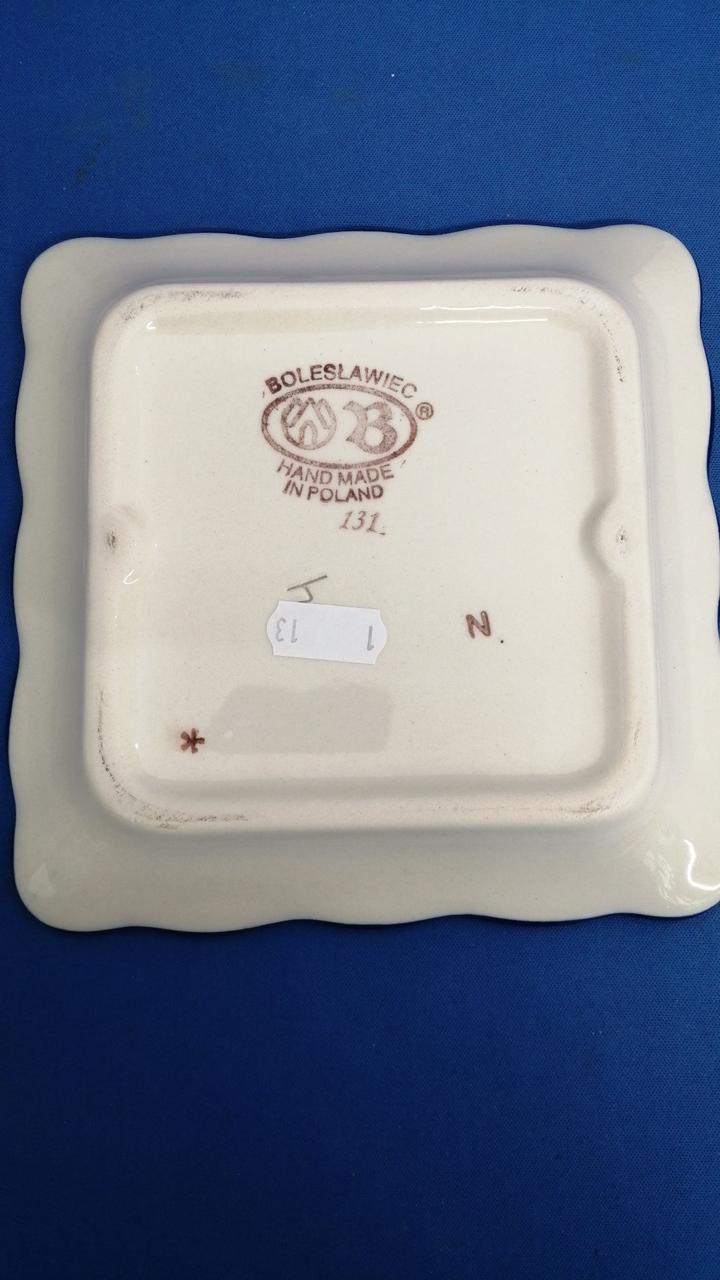 BOLESŁAWIEC
B ®
HAND MADE
IN POLAND
131.
13 1
N.
*